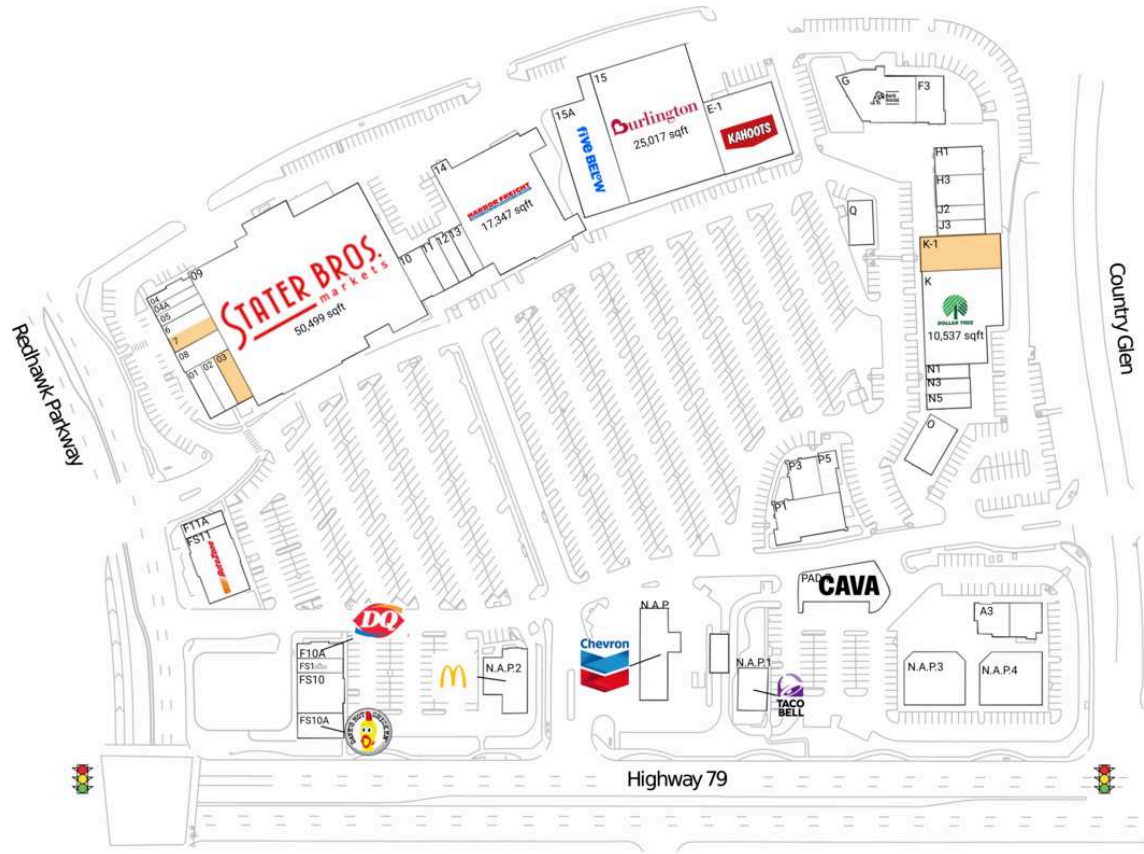 15
Burlington
25,017 sqft
15A
five BELOW
E-1
KAHOOTS
G
F3
14
HARBOR FREIGHT
17,347 sqft
H1
H3
J2
J3
Q
K-1
K
DOLLAR TREE
10,537 sqft
10
11
12
13
09
STATER BROS.
markets
50,499 sqft
04
04A
05
6
7
08
01
02
03
N1
N3
N5
O
Redhawk Parkway
Country Glen
P3
P5
P1
F11A
FS11
AutoZone
PAD
CAVA
DQ
N.A.P
A3
Chevron
F10A
FS1
FS10
N.A.P.2
N.A.P.1
N.A.P.3
N.A.P.4
TACO
BELL
FS10A
DAVE'S HOT CHICKEN
Highway 79